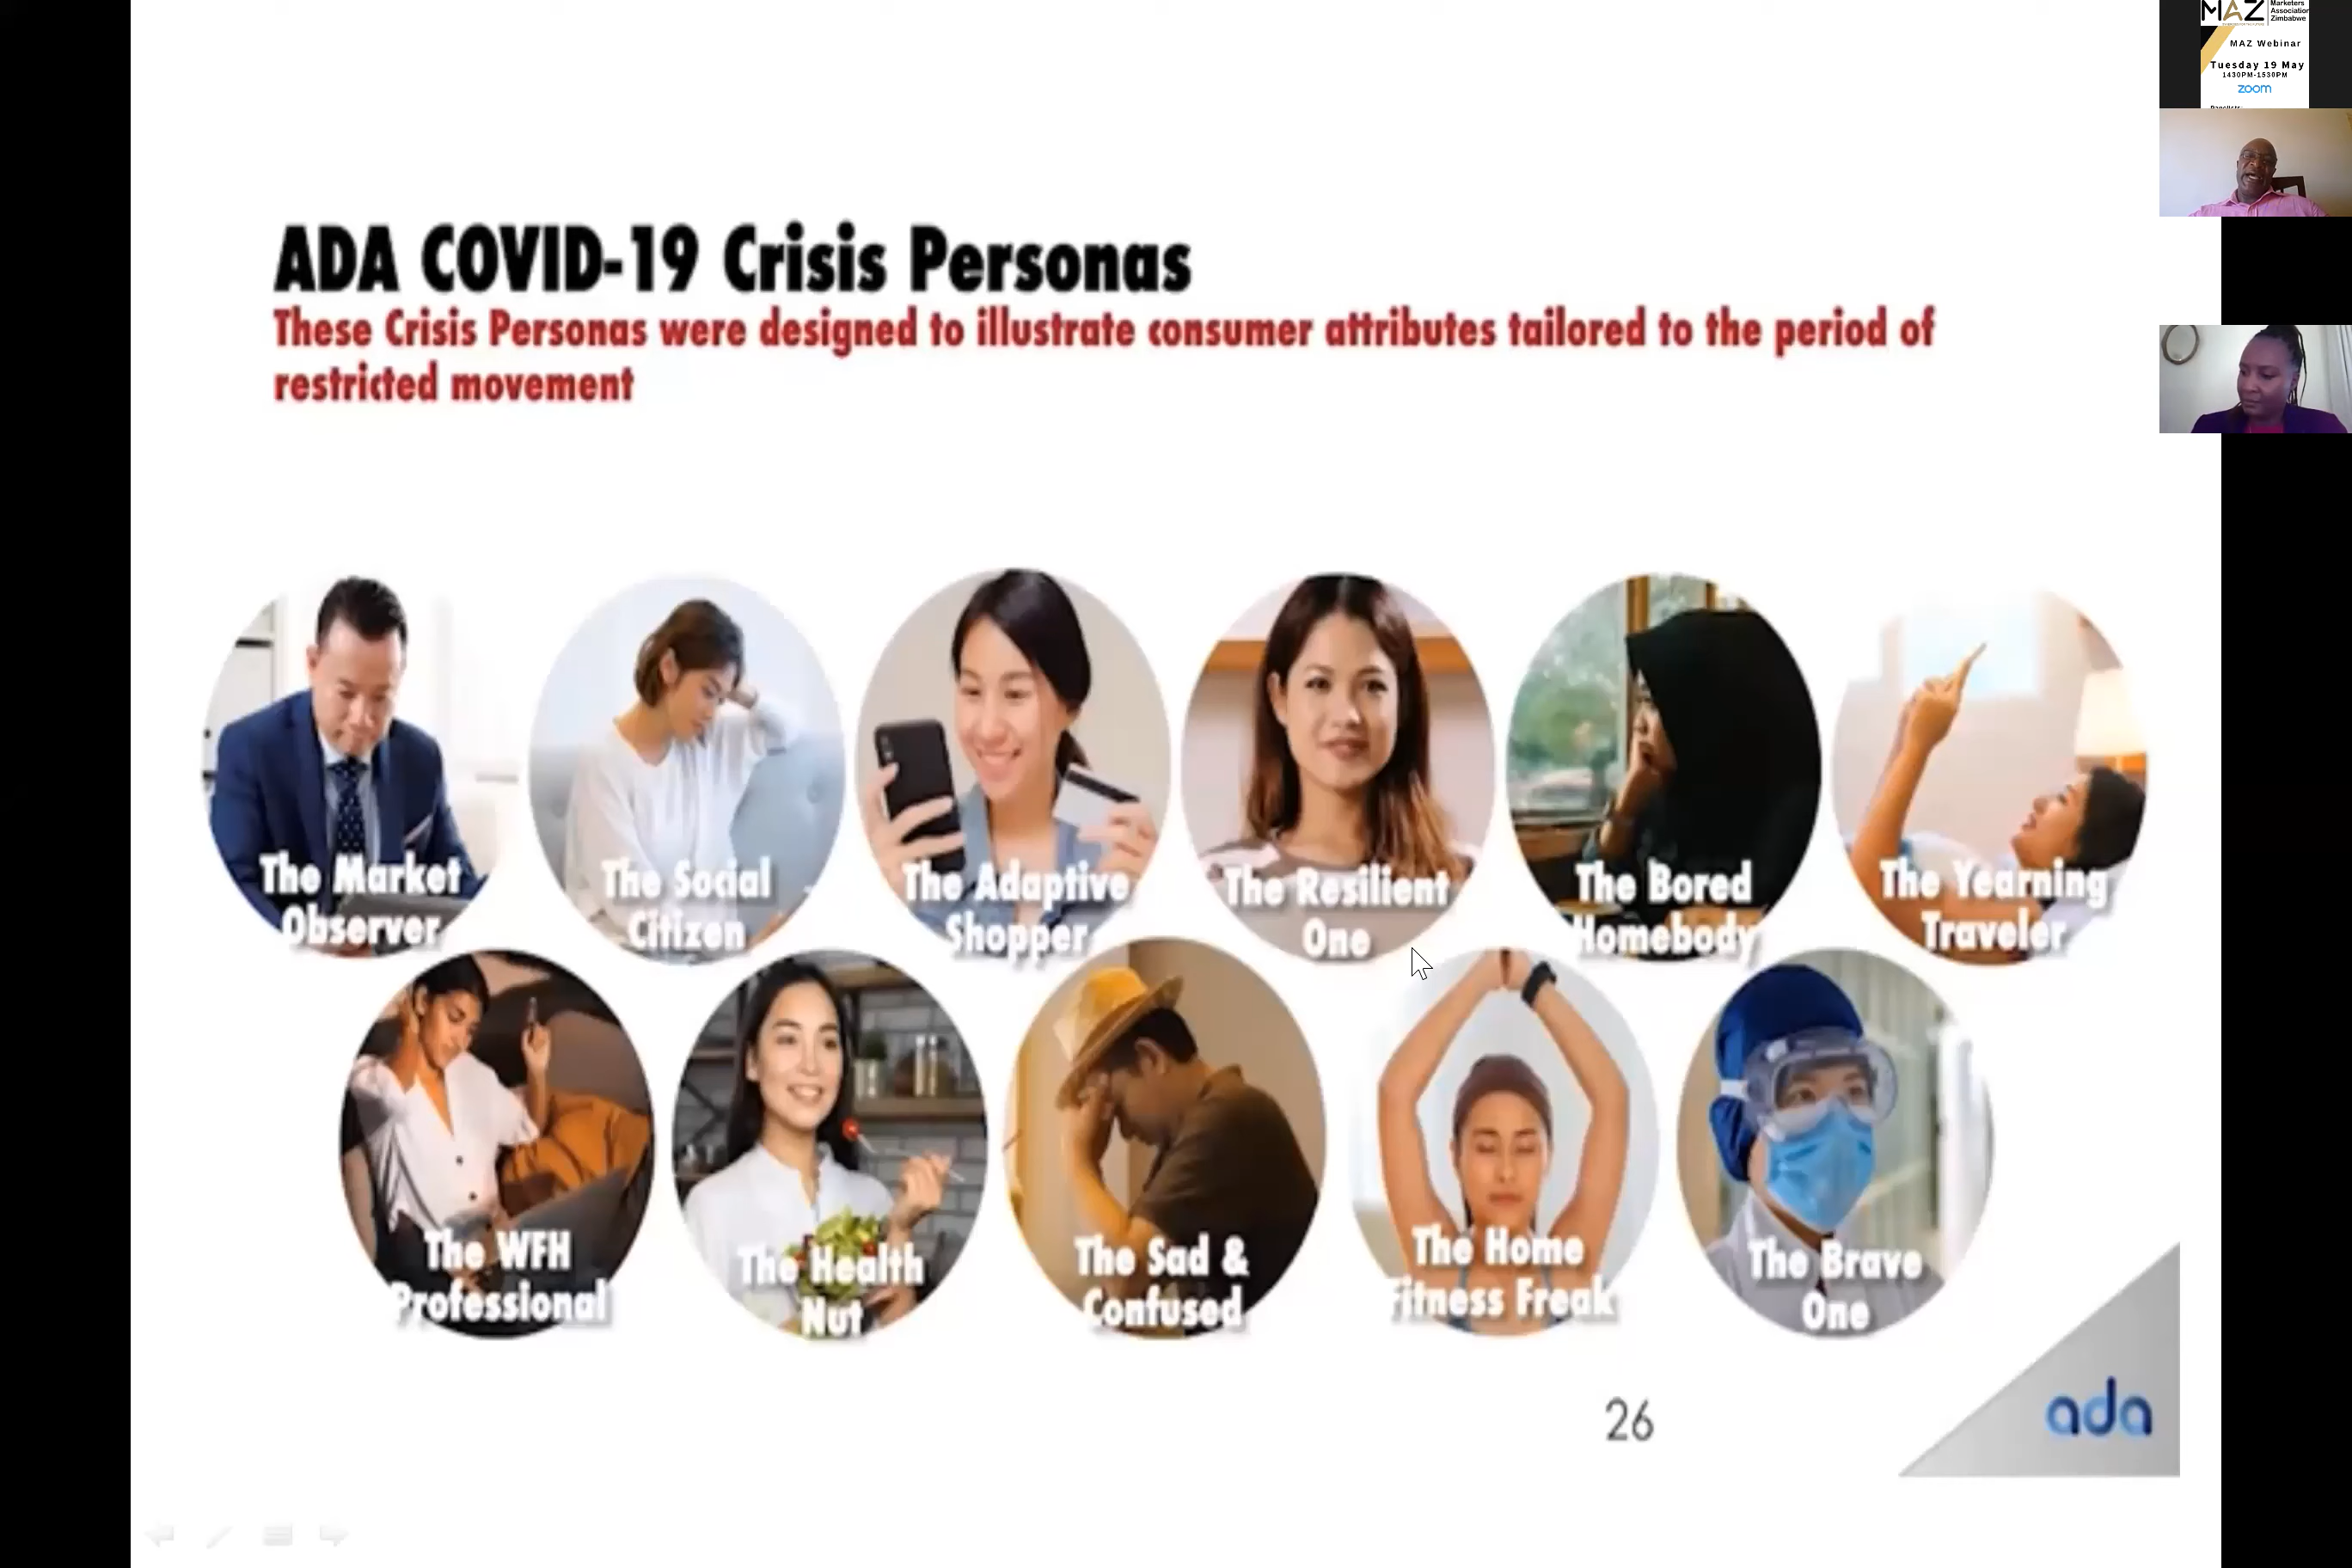 ADA COVID-19 Crisis Personas
These Crisis Personas were designed to illustrate consumer attributes tailored to the period of
restricted movement
The Market
Observer
The Social
Citizen
The Adaptive
Shopper
The Resilient
One
The Bored
Homebody
The Yearning
Traveler
The WFH
Professional
The Health
Nut
The Sad &
Confused
The Home
Fitness Freak
The Brave
One
26
ada
MAZ
Marketers
Association
Zimbabwe
MAZ Webinar
Tuesday 19 May
1430PM-1530PM
zoom